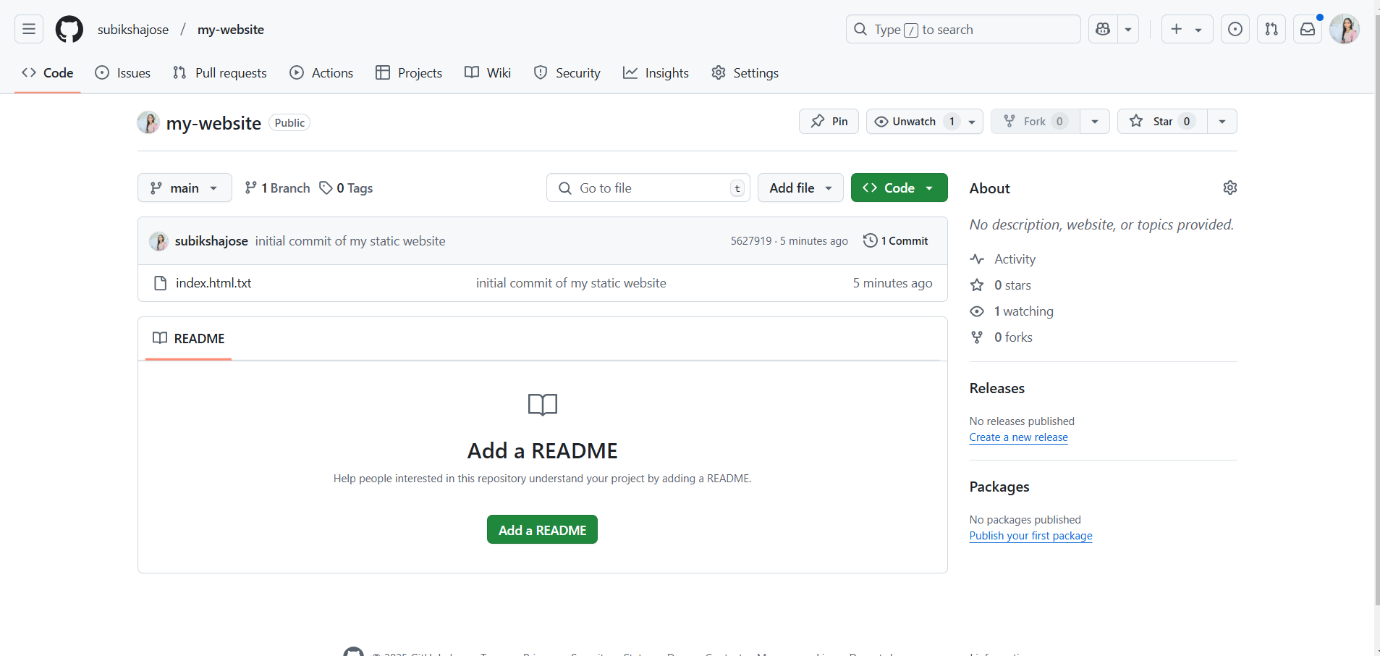 subikshajose / my-website
Type / to search
Code Issues Pull requests Actions Projects Wiki Security Insights Settings
my-website Public
Pin Unwatch 1 Fork 0 Star 0
main 1 Branch 0 Tags Go to file t Add file Code
subikshajose initial commit of my static website 5627919 · 5 minutes ago 1 Commit
index.html.txt initial commit of my static website 5 minutes ago
README
Add a README
Help people interested in this repository understand your project by adding a README.
Add a README
About
No description, website, or topics provided.
Activity
0 stars
1 watching
0 forks
Releases
No releases published
Create a new release
Packages
No packages published
Publish your first package